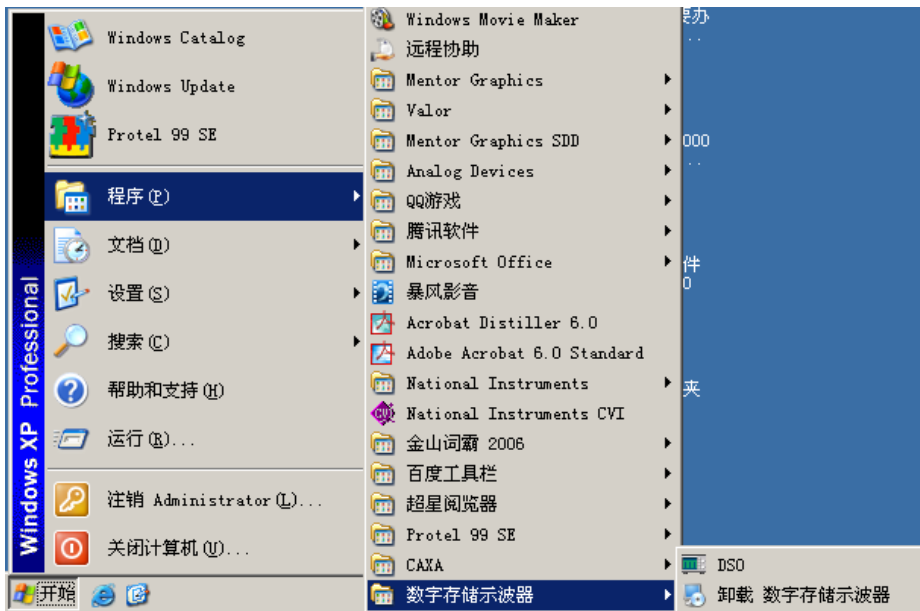 Windows Catalog
Windows Update
Protel 99 SE
程序(P)
文档(D)
设置(S)
搜索(C)
帮助和支持(H)
运行(R)...
注销 Administrator(L)...
关闭计算机(U)...
Windows XP Professional
开始
Windows Movie Maker
远程协助
Mentor Graphics
Valor
Mentor Graphics SDD
Analog Devices
QQ游戏
腾讯软件
Microsoft Office
暴风影音
Acrobat Distiller 6.0
Adobe Acrobat 6.0 Standard
National Instruments
National Instruments CVI
金山词霸 2006
百度工具栏
超星阅览器
Protel 99 SE
CAXA
数字存储示波器
DSO
卸载 数字存储示波器
办
..
000
..
件
0
夹